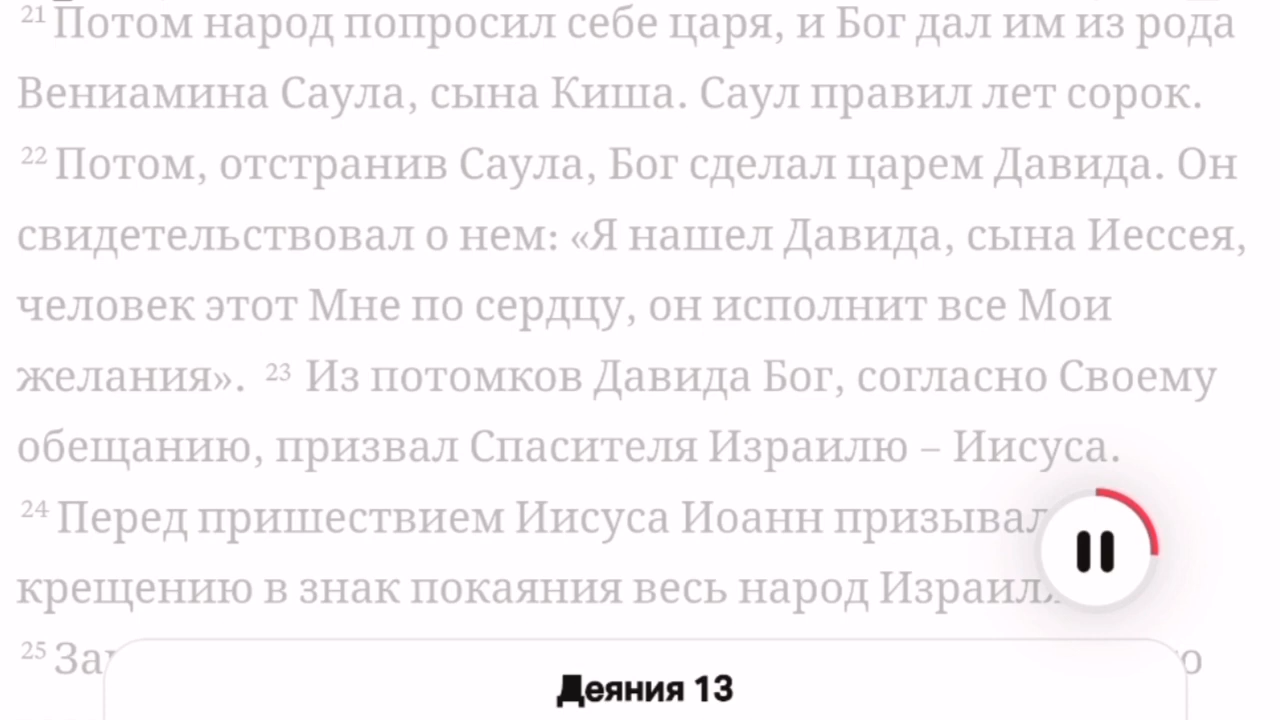 21 Потом народ попросил себе царя, и Бог дал им из рода
Вениамина Саула, сына Киша. Саул правил лет сорок.
22 Потом, отстранив Саула, Бог сделал царем Давида. Он
свидетельствовал о нем: «Я нашел Давида, сына Иессея,
человек этот Мне по сердцу, он исполнит все Мои
желания». 23 Из потомков Давида Бог, согласно Своему
обещанию, призвал Спасителя Израилю – Иисуса.
24 Перед пришествием Иисуса Иоанн призывал
крещению в знак покаяния весь народ
25
Деяния 13